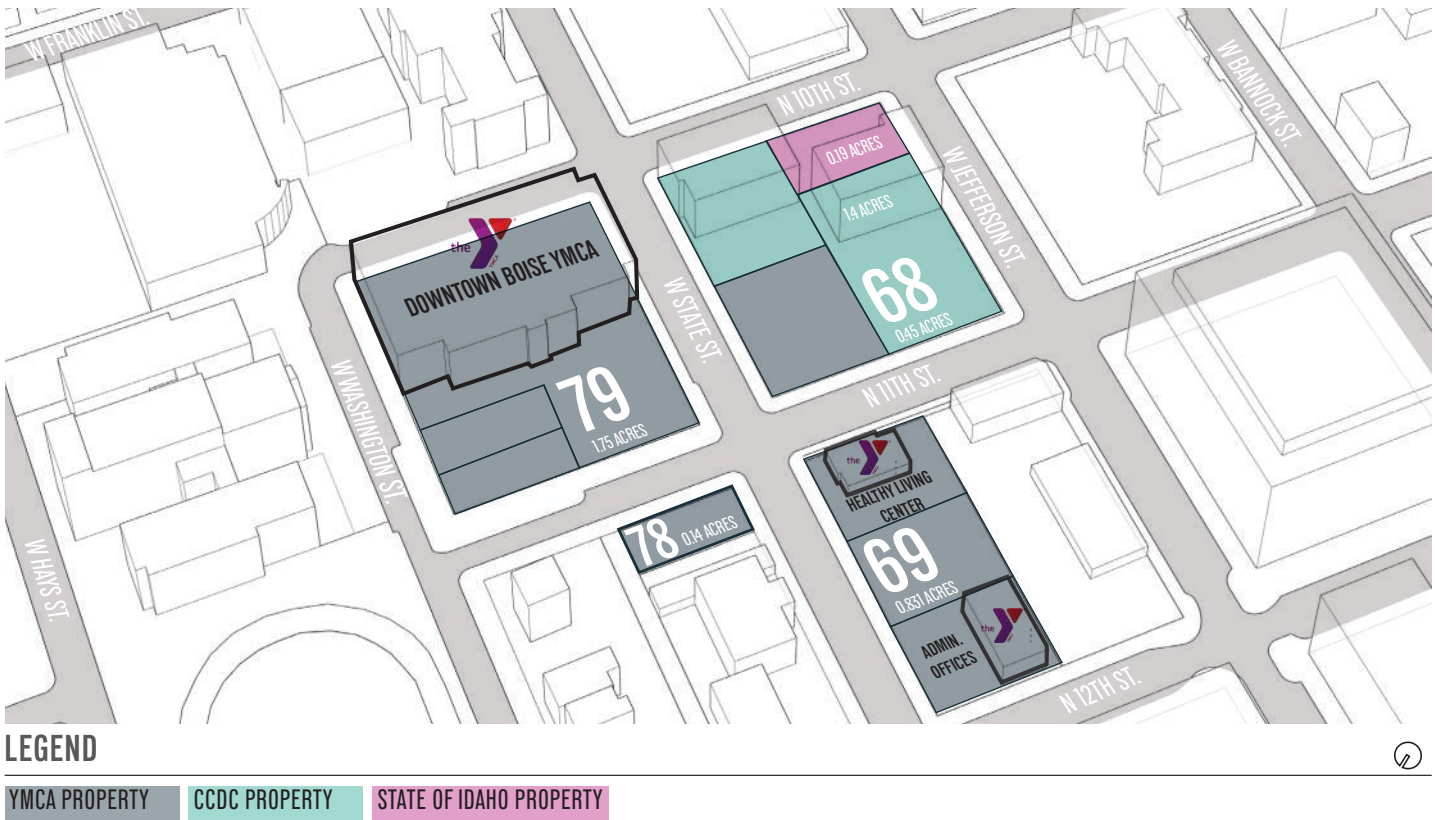 W FRANKLIN ST.
N 10TH ST.
W BANNOCK ST.
0.19 ACRES
W JEFFERSON ST.
1.4 ACRES
the
YMCA
DOWNTOWN BOISE YMCA
W STATE ST.
68
0.45 ACRES
W WASHINGTON ST.
79
1.75 ACRES
N 11TH ST.
the
HEALTHY LIVING
CENTER
78 0.14 ACRES
69
0.831 ACRES
W HAYS ST.
the
ADMIN.
OFFICES
N 12TH ST.
LEGEND
YMCA PROPERTY
CCDC PROPERTY
STATE OF IDAHO PROPERTY